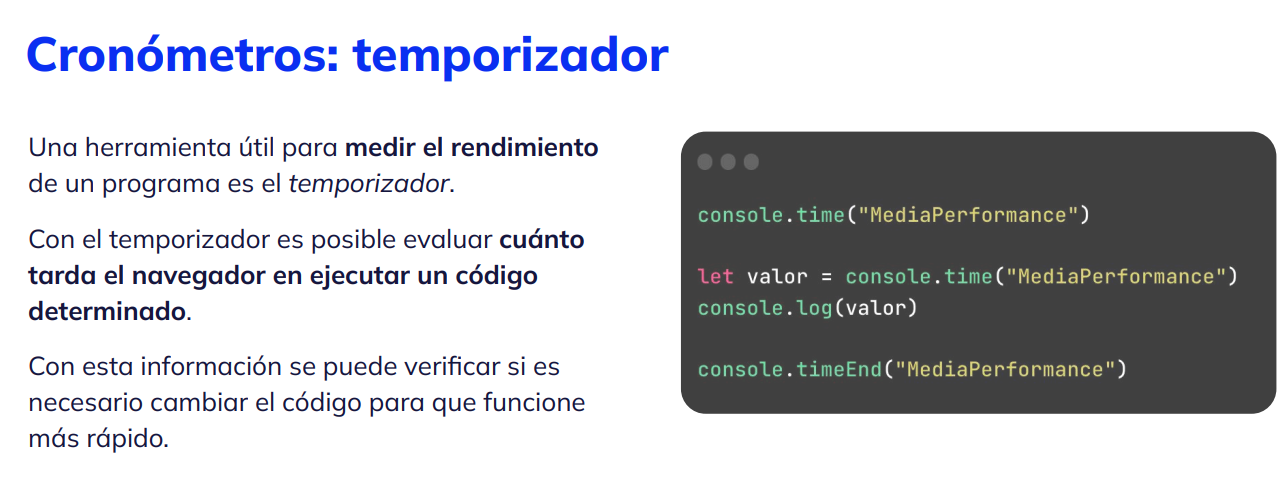 Cronómetros: temporizador
Una herramienta útil para medir el rendimiento
de un programa es el temporizador.
Con el temporizador es posible evaluar cuánto
tarda el navegador en ejecutar un código
determinado.
Con esta información se puede verificar si es
necesario cambiar el código para que funcione
más rápido.
console.time("MediaPerformance")
let valor = console.time("MediaPerformance")
console.log(valor)
console.timeEnd("MediaPerformance")